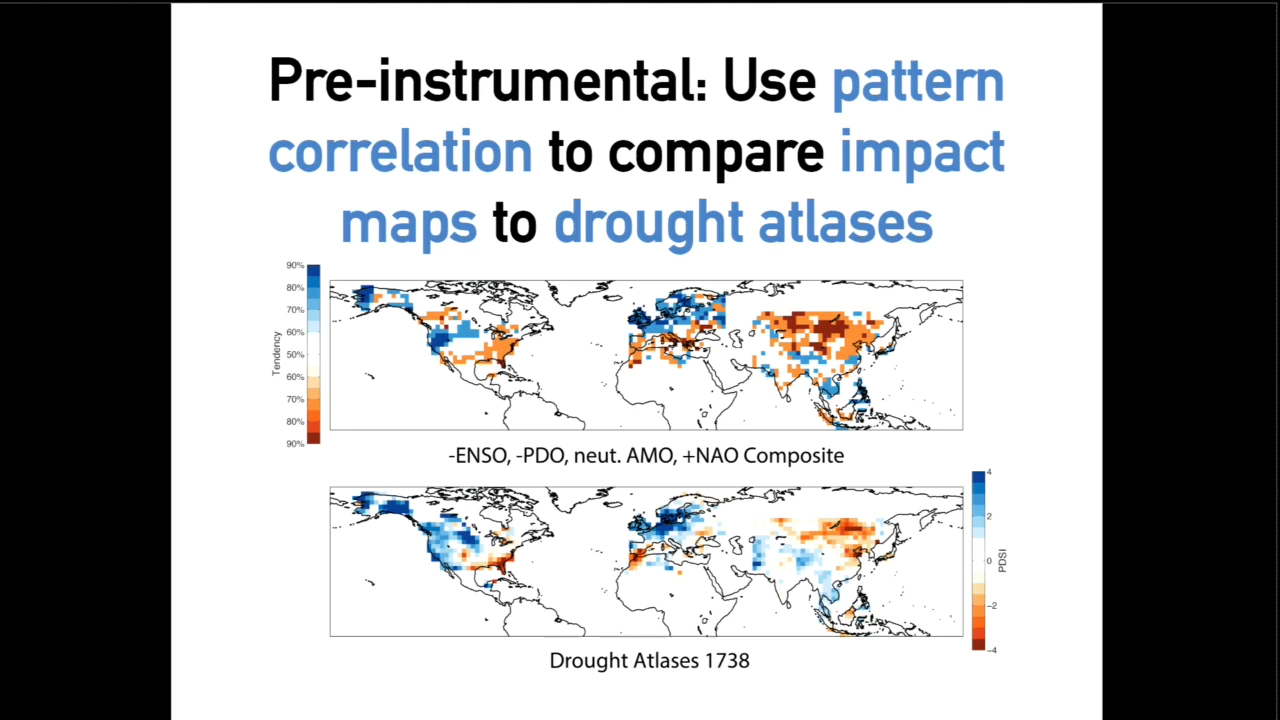 Pre-instrumental: Use pattern
correlation to compare impact
maps to drought atlases
90%
80%
70%
60%
50%
60%
70%
80%
90%
Tendency
-ENSO, -PDO, neut. AMO, +NAO Composite
4
2
0
−2
−4
PDSI
Drought Atlases 1738